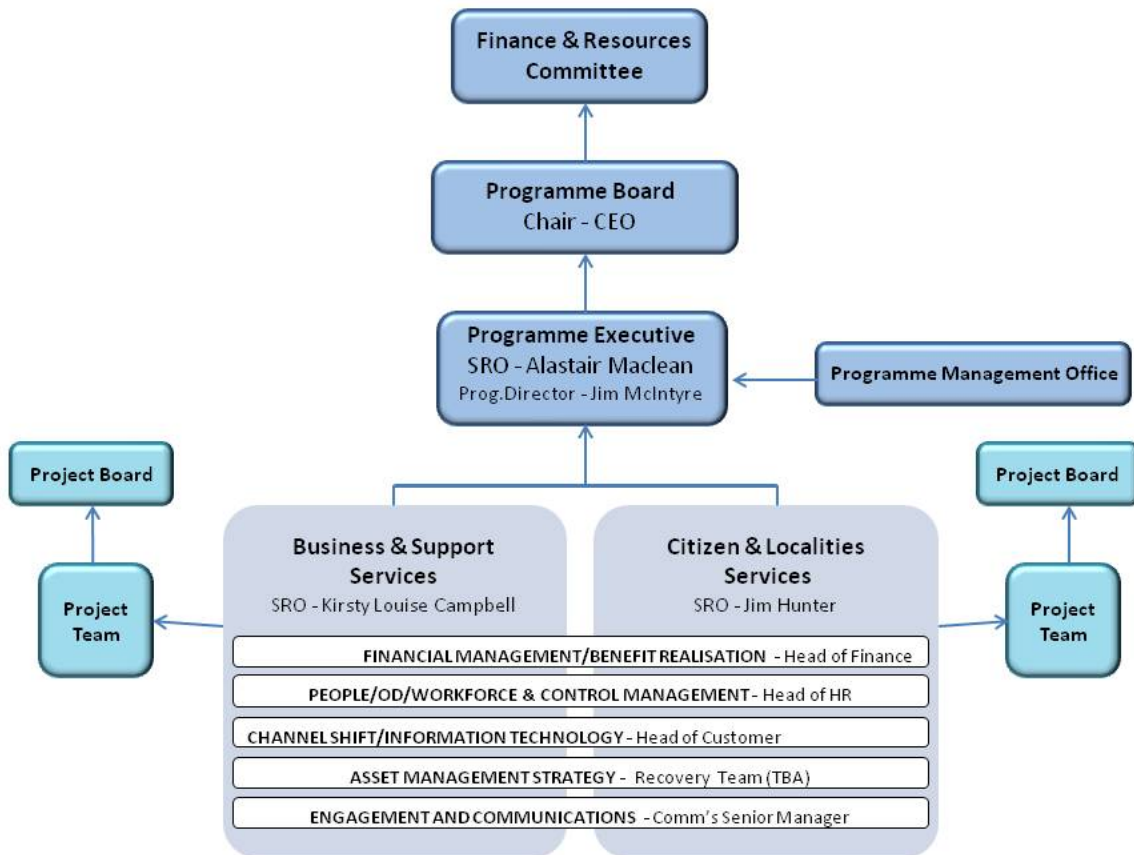 Finance & Resources
Committee
Programme Board
Chair - CEO
Programme Executive
SRO - Alastair Maclean
Prog.Director - Jim McIntyre
Programme Management Office
Project Board
Project Board
Business & Support
Services
SRO - Kirsty Louise Campbell
Citizen & Localities
Services
SRO - Jim Hunter
Project
Team
Project
Team
FINANCIAL MANAGEMENT/BENEFIT REALISATION - Head of Finance
PEOPLE/OD/WORKFORCE & CONTROL MANAGEMENT - Head of HR
CHANNEL SHIFT/INFORMATION TECHNOLOGY - Head of Customer
ASSET MANAGEMENT STRATEGY - Recovery Team (TBA)
ENGAGEMENT AND COMMUNICATIONS - Comm's Senior Manager